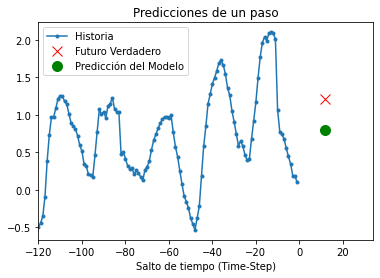 Predicciones de un paso
Historia
Futuro Verdadero
Predicción del Modelo
2.0
1.5
1.0
0.5
0.0
−0.5
−120 −100 −80 −60 −40 −20 0 20
Salto de tiempo (Time-Step)